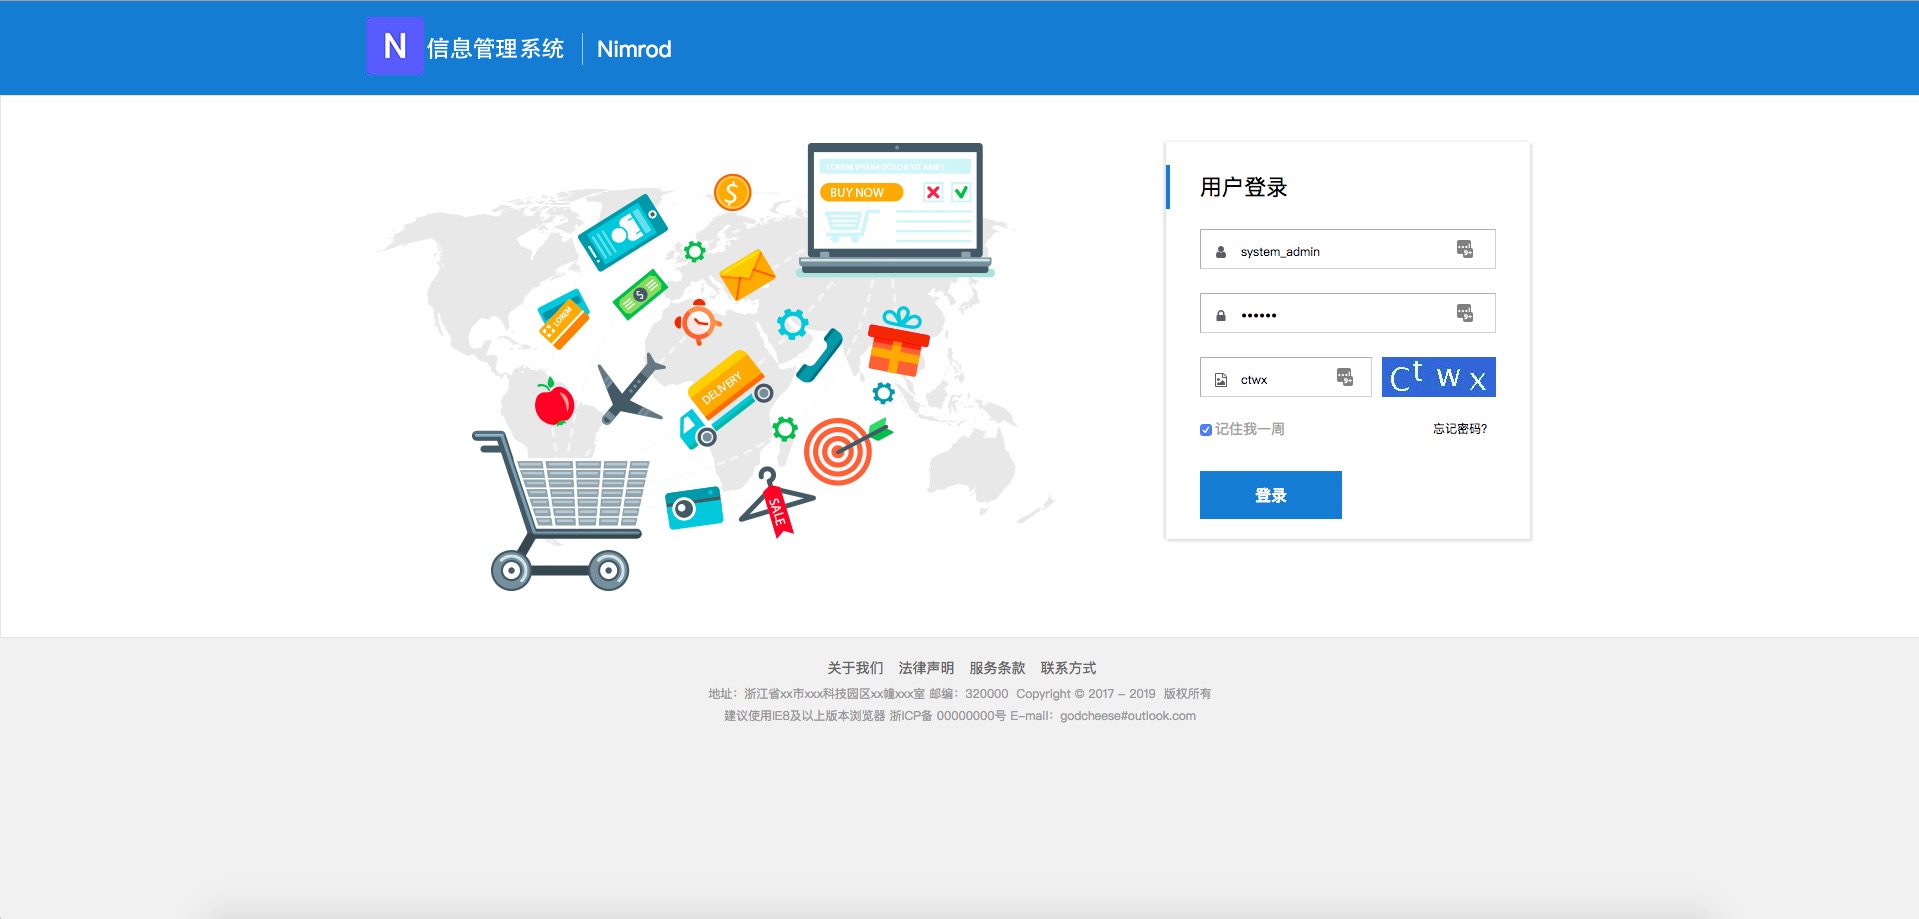 N 信息管理系统 Nimrod
LOREM IPSUM DOLOR SIT AMET
BUY NOW
LOREM
DELIVERY
SALE
用户登录
system_admin
••••••
ctwx
Ct w x
记住我一周
忘记密码?
登录
关于我们 法律声明 服务条款 联系方式
地址：浙江省xx市xxx科技园区xx幢xxx室 邮编：320000 Copyright © 2017 - 2019 版权所有
建议使用IE8及以上版本浏览器 浙ICP备 00000000号 E-mail：godcheese#outlook.com